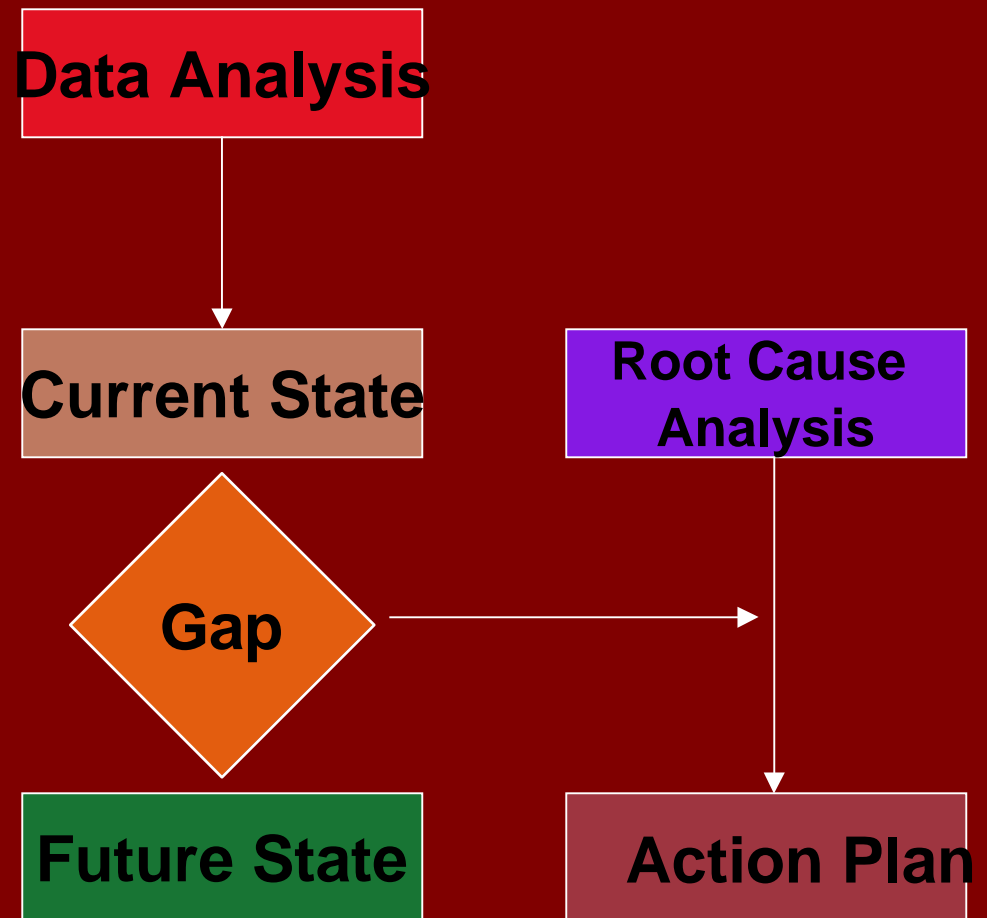 Data Analysis
Current State
Root Cause
Analysis
Gap
Future State
Action Plan